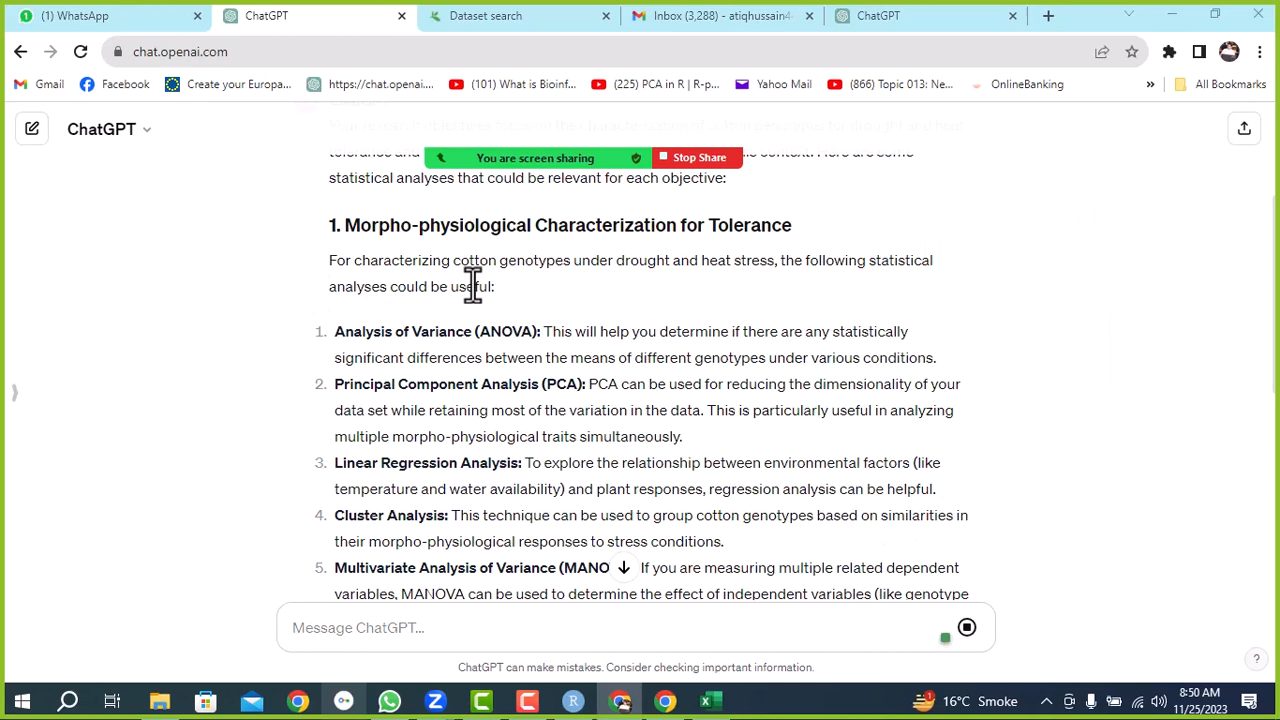 (1) WhatsApp
ChatGPT
Dataset search
Inbox (3,288) - atiqhussain4
ChatGPT
chat.openai.com
Gmail
Facebook
Create your Europa...
https://chat.openai....
(101) What is Bioinf...
(225) PCA in R | R-p...
Yahoo Mail
(866) Topic 013: Ne...
OnlineBanking
»
All Bookmarks
ChatGPT
You are screen sharing
Stop Share
statistical analyses that could be relevant for each objective:
1. Morpho-physiological Characterization for Tolerance
For characterizing cotton genotypes under drought and heat stress, the following statistical
analyses could be useful:
1. Analysis of Variance (ANOVA): This will help you determine if there are any statistically
significant differences between the means of different genotypes under various conditions.
2. Principal Component Analysis (PCA): PCA can be used for reducing the dimensionality of your
data set while retaining most of the variation in the data. This is particularly useful in analyzing
multiple morpho-physiological traits simultaneously.
3. Linear Regression Analysis: To explore the relationship between environmental factors (like
temperature and water availability) and plant responses, regression analysis can be helpful.
4. Cluster Analysis: This technique can be used to group cotton genotypes based on similarities in
their morpho-physiological responses to stress conditions.
5. Multivariate Analysis of Variance (MANO If you are measuring multiple related dependent
variables, MANOVA can be used to determine the effect of independent variables (like genotype
Message ChatGPT...
ChatGPT can make mistakes. Consider checking important information.
?
1
16°C Smoke
8:50 AM
11/25/2023